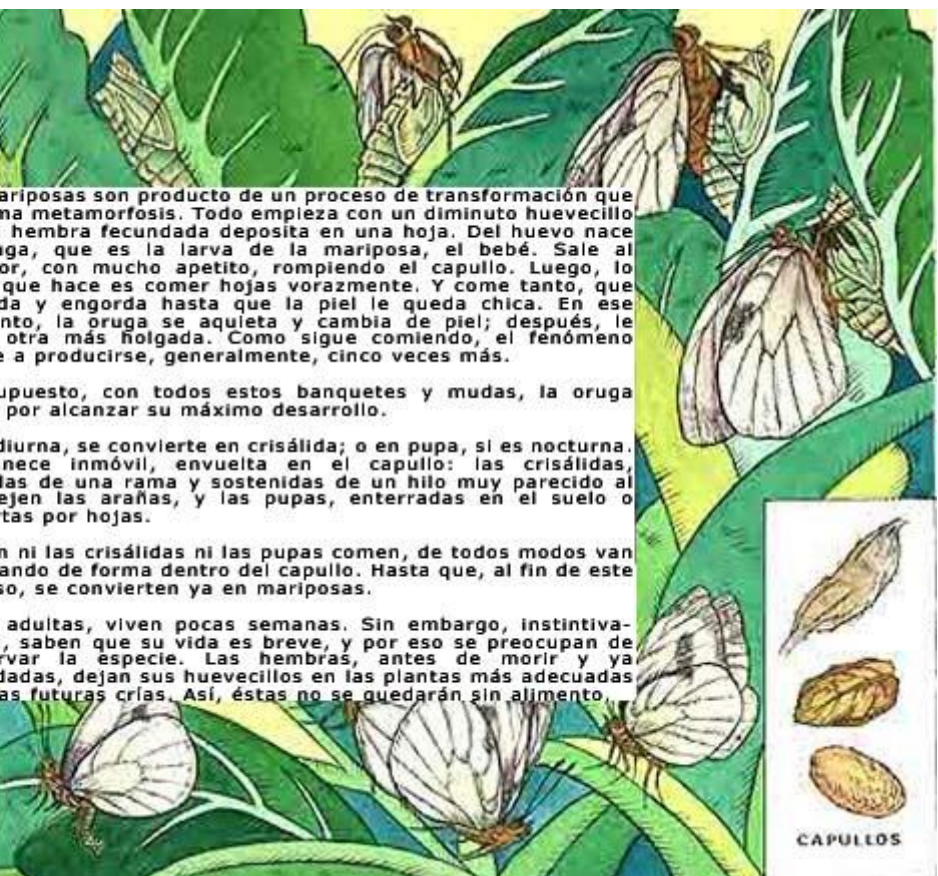 ariposas son producto de un proceso de transformación que
ma metamorfosis. Todo empieza con un diminuto huevecillo
hembra fecundada deposita en una hoja. Del huevo nace
uga, que es la larva de la mariposa, el bebé. Sale al
or, con mucho apetito, rompiendo el capullo. Luego, lo
que hace es comer hojas vorazmente. Y come tanto, que
da y engorda hasta que la piel le queda chica. En ese
nto, la oruga se aquieta y cambia de piel; después, le
otra más holgada. Como sigue comiendo, el fenómeno
e a producirse, generalmente, cinco veces más.
upuesto, con todos estos banquetes y mudas, la oruga
por alcanzar su máximo desarrollo.
diurna, se convierte en crisálida; o en pupa, si es nocturna.
nece inmóvil, envuelta en el capullo: las crisálidas,
las de una rama y sostenidas de un hilo muy parecido al
ejen las arañas, y las pupas, enterradas en el suelo o
tas por hojas.
n ni las crisálidas ni las pupas comen, de todos modos van
ando de forma dentro del capullo. Hasta que, al fin de este
so, se convierten ya en mariposas.
adultas, viven pocas semanas. Sin embargo, instintiva-
, saben que su vida es breve, y por eso se preocupan de
rvar la especie. Las hembras, antes de morir y ya
dadas, dejan sus huevecillos en las plantas más adecuadas
as futuras crías. Así, éstas no se quedarán sin alimento.
CAPULLOS